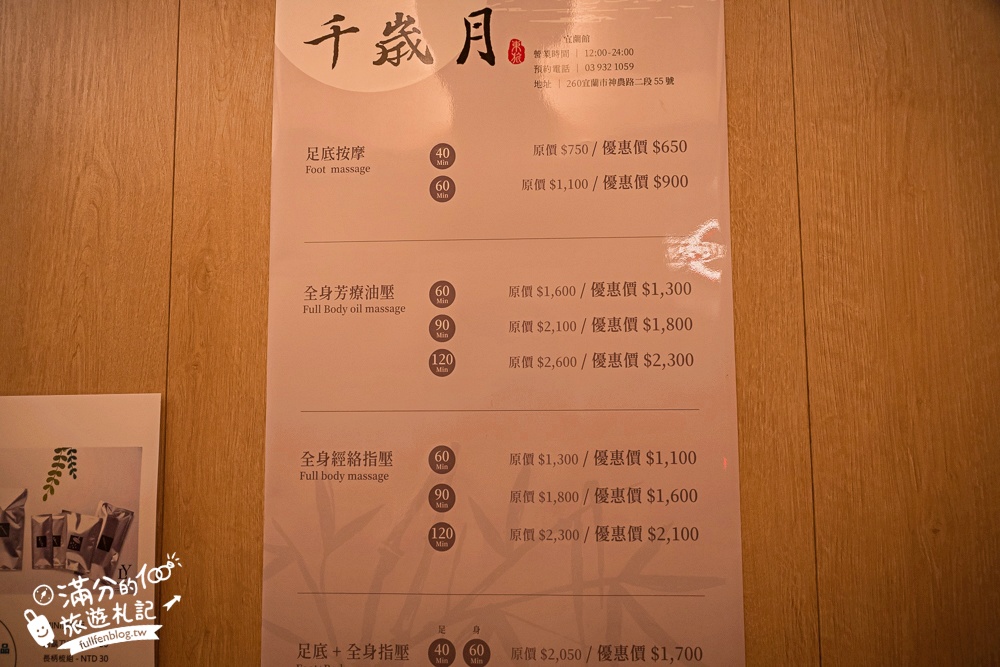 千歲月
東旅
宜蘭館
營業時間 | 12:00-24:00
預約電話 | 03 932 1059
地址 | 260宜蘭市神農路二段 55 號
足底按摩
Foot massage
40 Min
原價 $750 / 優惠價 $650
60 Min
原價 $1,100 / 優惠價 $900
全身芳療油壓
Full Body oil massage
60 Min
原價 $1,600 / 優惠價 $1,300
90 Min
原價 $2,100 / 優惠價 $1,800
120 Min
原價 $2,600 / 優惠價 $2,300
全身經絡指壓
Full body massage
60 Min
原價 $1,300 / 優惠價 $1,100
90 Min
原價 $1,800 / 優惠價 $1,600
120 Min
原價 $2,300 / 優惠價 $2,100
足底 + 全身指壓
足 40 Min
身 60 Min
原價 $2,050 / 優惠價 $1,700
- NTD 30
滿分的100
旅遊札記
fullfenblog.tw